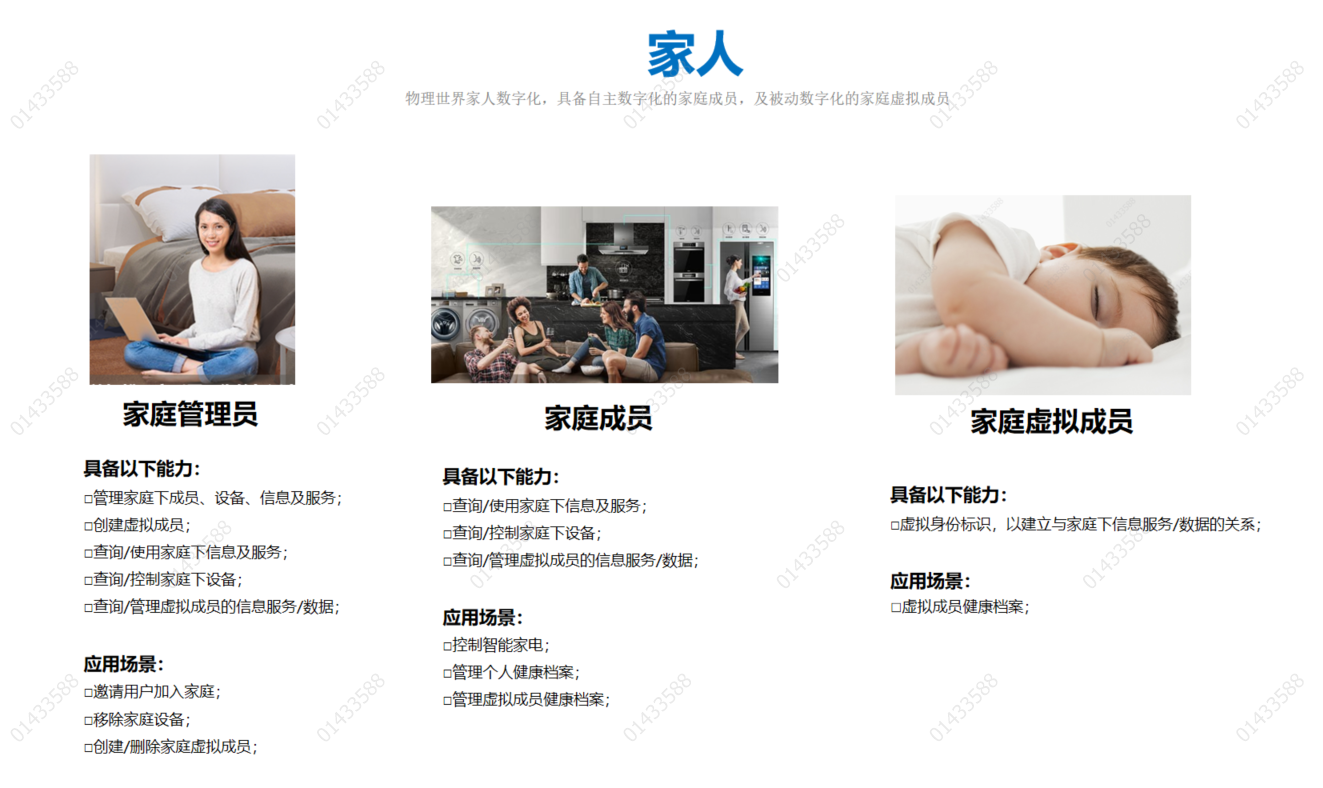 家人
物理世界家人数字化，具备自主数字化的家庭成员，及被动数字化的家庭虚拟成员
家庭管理员
具备以下能力：
□管理家庭下成员、设备、信息及服务；
□创建虚拟成员；
□查询/使用家庭下信息及服务；
□查询/控制家庭下设备；
□查询/管理虚拟成员的信息服务/数据；
应用场景：
□邀请用户加入家庭；
□移除家庭设备；
□创建/删除家庭虚拟成员；
家庭成员
具备以下能力：
□查询/使用家庭下信息及服务；
□查询/控制家庭下设备；
□查询/管理虚拟成员的信息服务/数据；
应用场景：
□控制智能家电；
□管理个人健康档案；
□管理虚拟成员健康档案；
家庭虚拟成员
具备以下能力：
□虚拟身份标识，以建立与家庭下信息服务/数据的关系；
应用场景：
□虚拟成员健康档案；
01433588